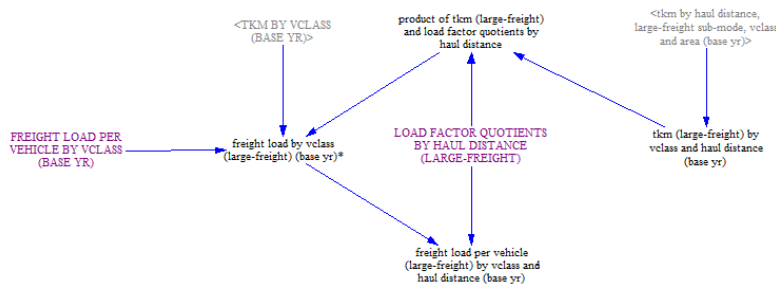 <TKM BY VCLASS
(BASE YR)>
product of tkm (large-freight)
and load factor quotients by
haul distance
<tkm by haul distance,
large-freight sub-mode, vclass
and area (base yr)>
FREIGHT LOAD PER
VEHICLE BY VCLASS
(BASE YR)
freight load by vclass
(large-freight) (base yr)*
LOAD FACTOR QUOTIENTS
BY HAUL DISTANCE
(LARGE-FREIGHT)
tkm (large-freight) by
vclass and haul distance
(base yr)
freight load per vehicle
(large-freight) by vclass and
haul distance (base yr)